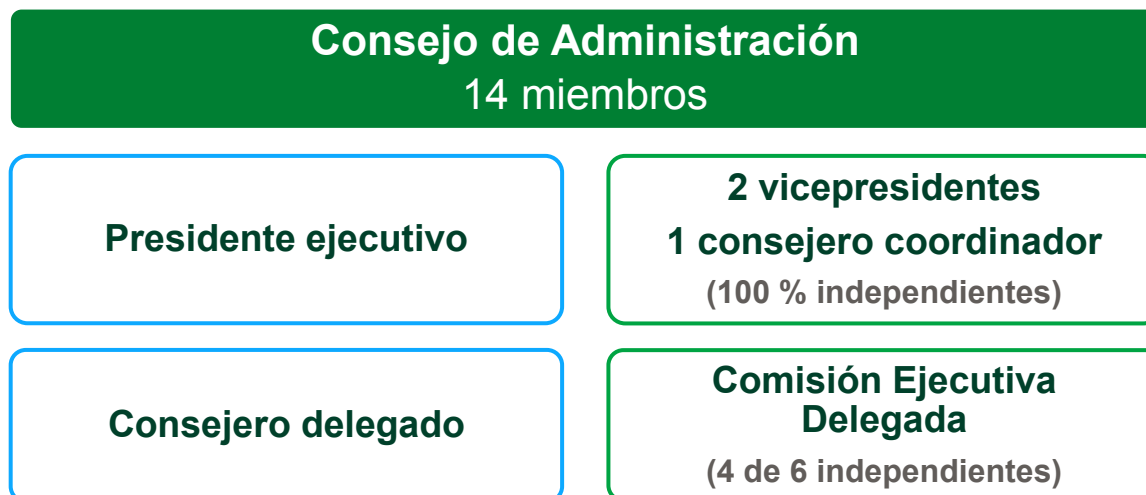 Consejo de Administración
14 miembros
Presidente ejecutivo
2 vicepresidentes
1 consejero coordinador
(100 % independientes)
Consejero delegado
Comisión Ejecutiva
Delegada
(4 de 6 independientes)